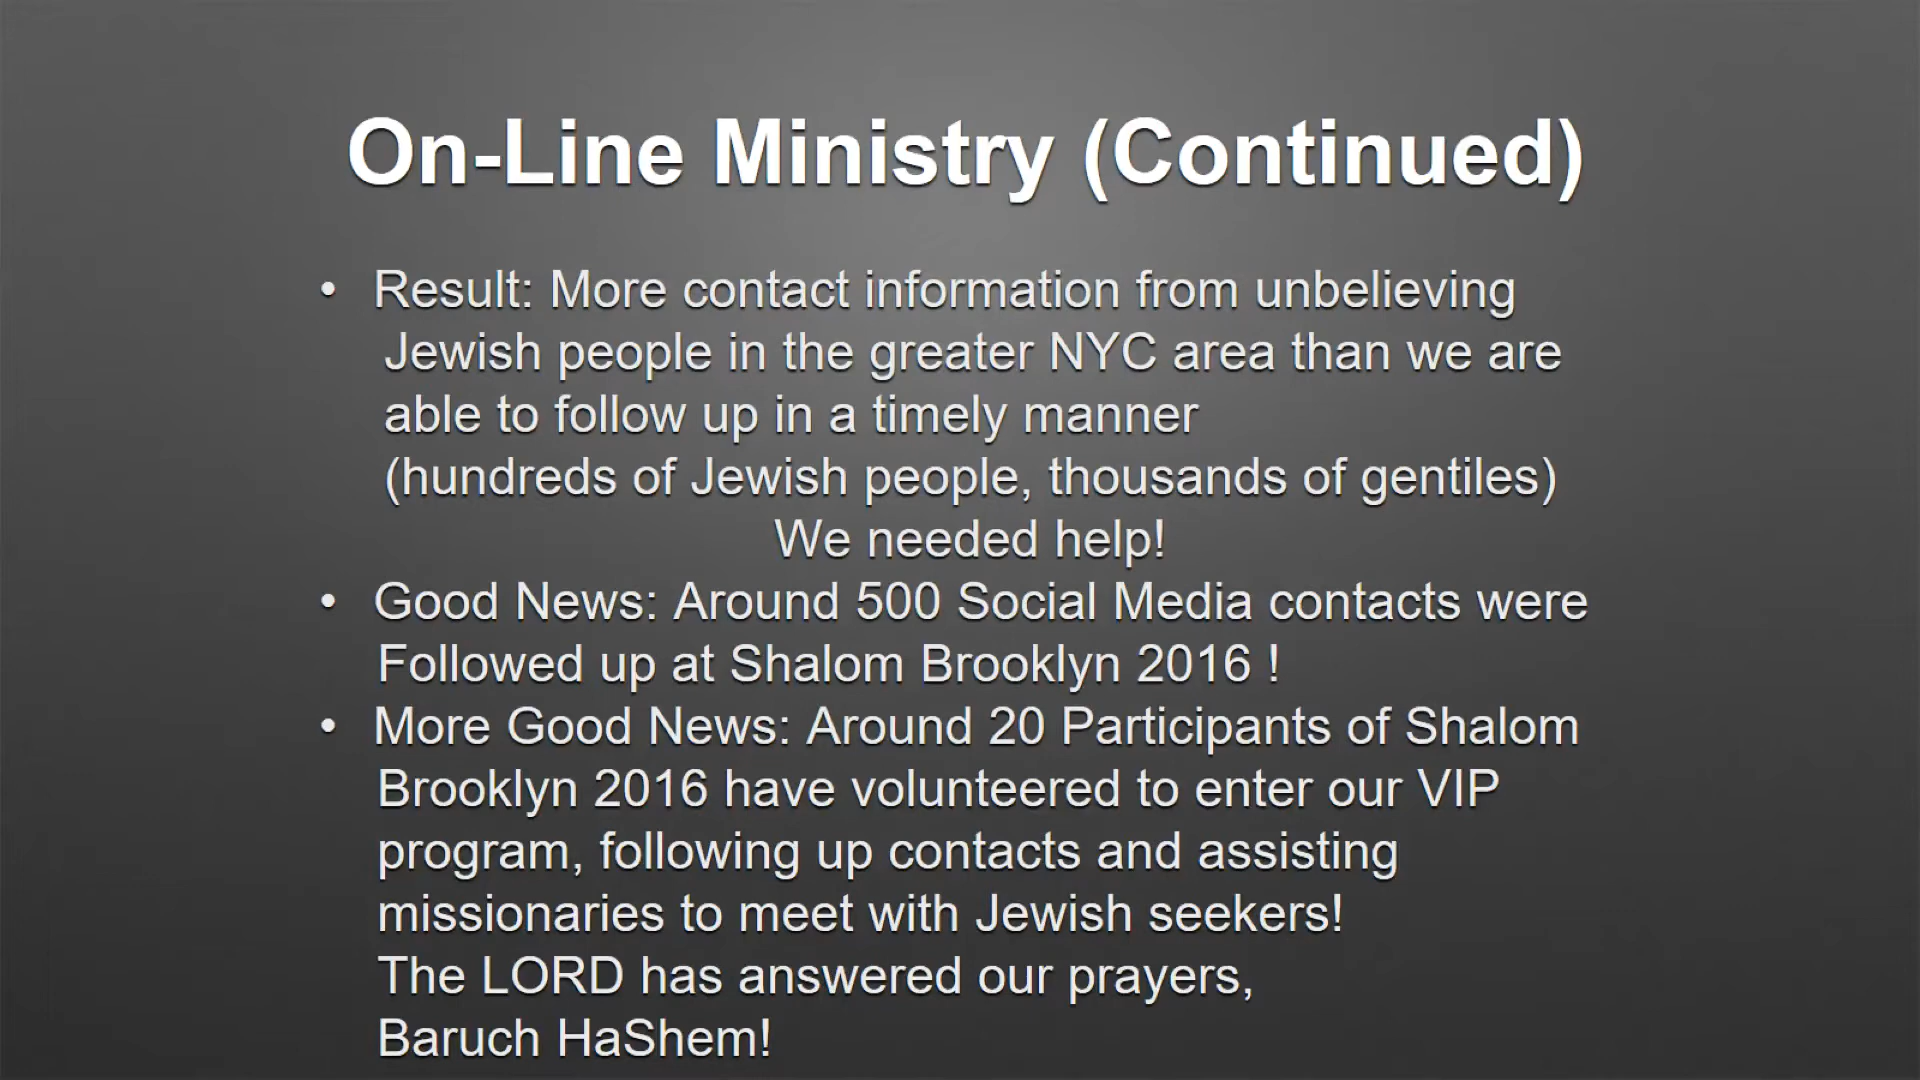 On-Line Ministry (Continued)
• Result: More contact information from unbelieving
Jewish people in the greater NYC area than we are
able to follow up in a timely manner
(hundreds of Jewish people, thousands of gentiles)
We needed help!
• Good News: Around 500 Social Media contacts were
Followed up at Shalom Brooklyn 2016 !
• More Good News: Around 20 Participants of Shalom
Brooklyn 2016 have volunteered to enter our VIP
program, following up contacts and assisting
missionaries to meet with Jewish seekers!
The LORD has answered our prayers,
Baruch HaShem!